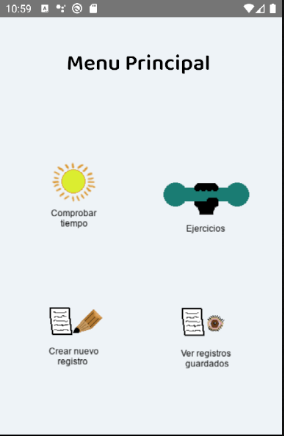 10:59
Menu Principal
Comprobar
tiempo
Ejercicios
Crear nuevo
registro
Ver registros
guardados